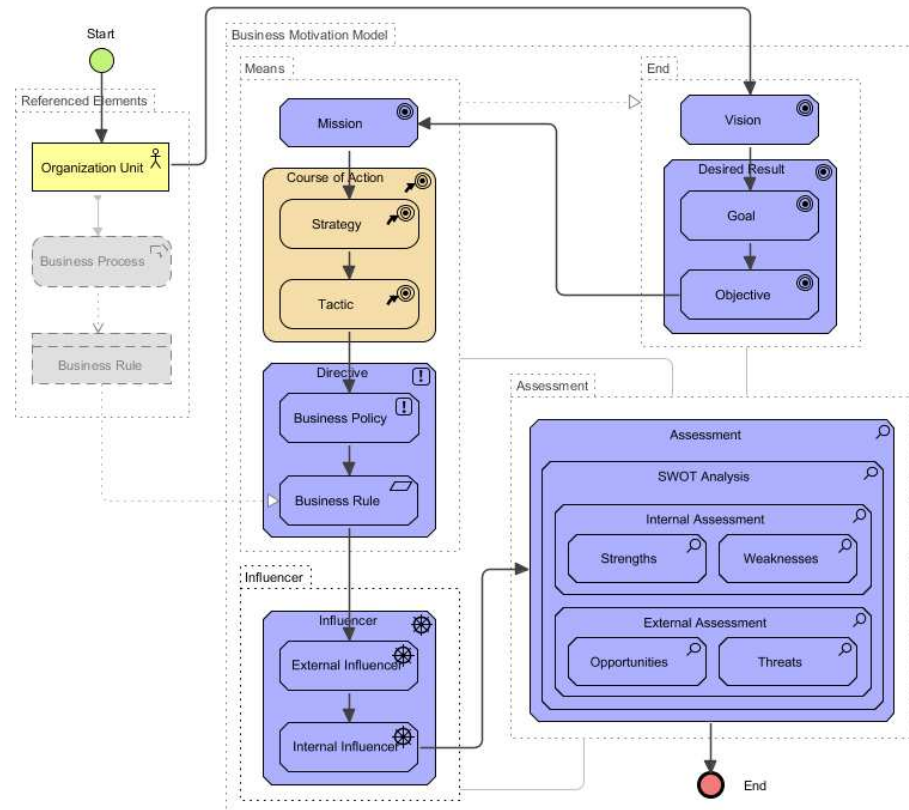 Start
Business Motivation Model
Means
End
Referenced Elements
Mission
Vision
Organization Unit
Course of Action
Desired Result
Strategy
Goal
Business Process
Tactic
Objective
Business Rule
Directive
Assessment
Business Policy
Assessment
SWOT Analysis
Business Rule
Internal Assessment
Strengths
Weaknesses
Influencer
Influencer
External Assessment
External Influencer
Opportunities
Threats
Internal Influencer
End